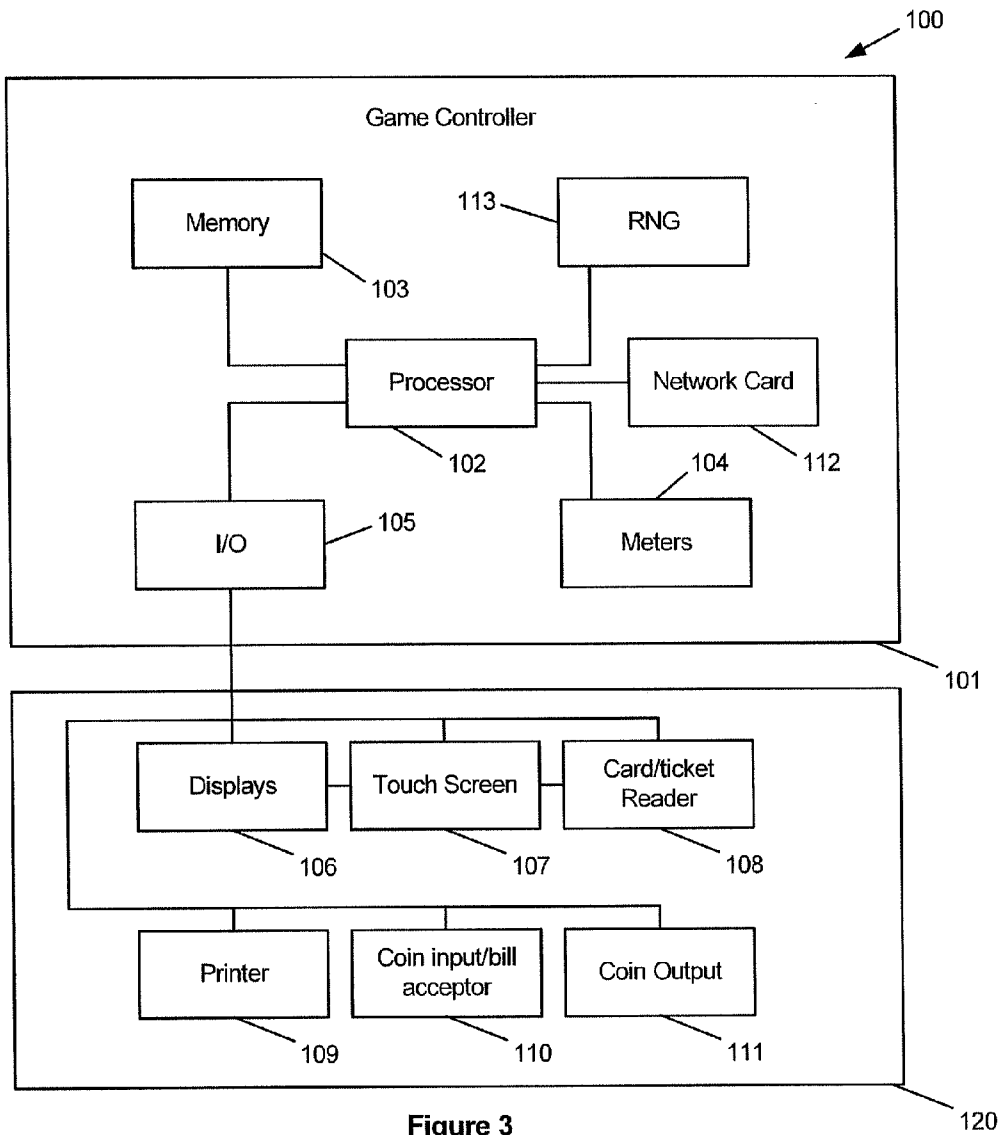 100
Game Controller
Memory
103
113
RNG
Processor
102
Network Card
112
I/O
105
104
Meters
101
Displays
106
Touch Screen
107
Card/ticket
Reader
108
Printer
109
Coin input/bill
acceptor
110
Coin Output
111
120
Figure 3